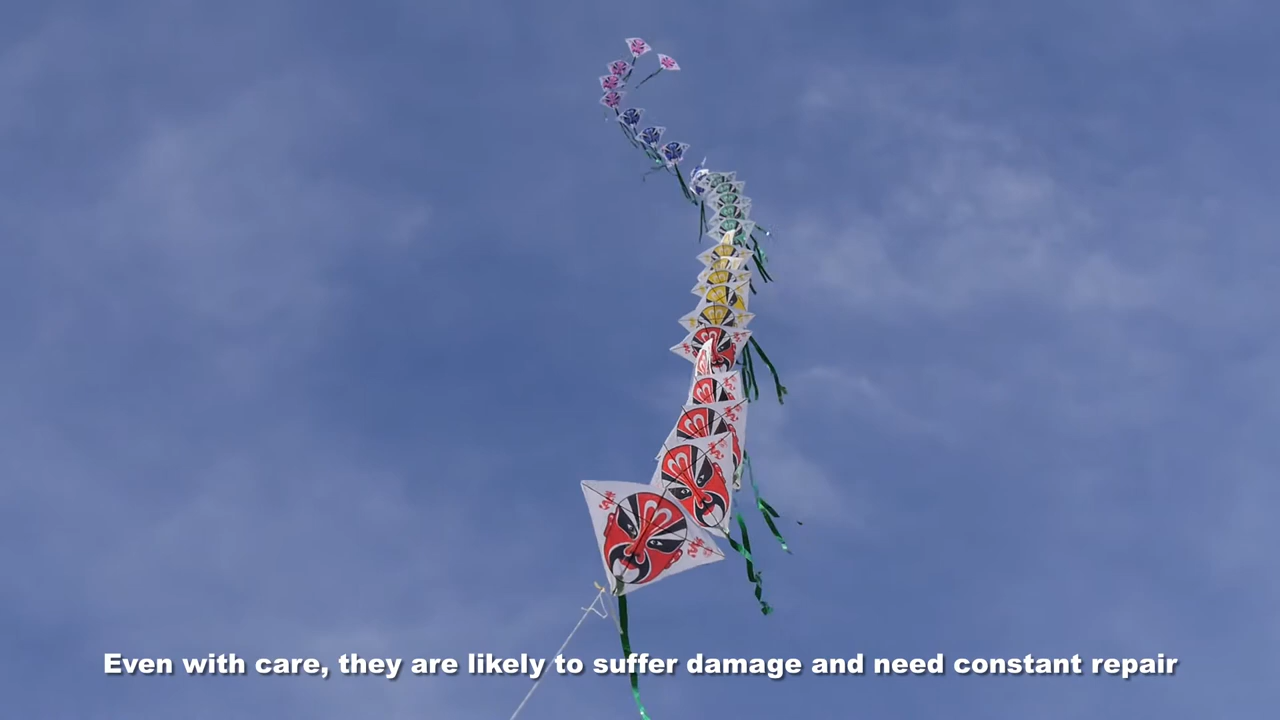 Even with care, they are likely to suffer damage and need constant repair